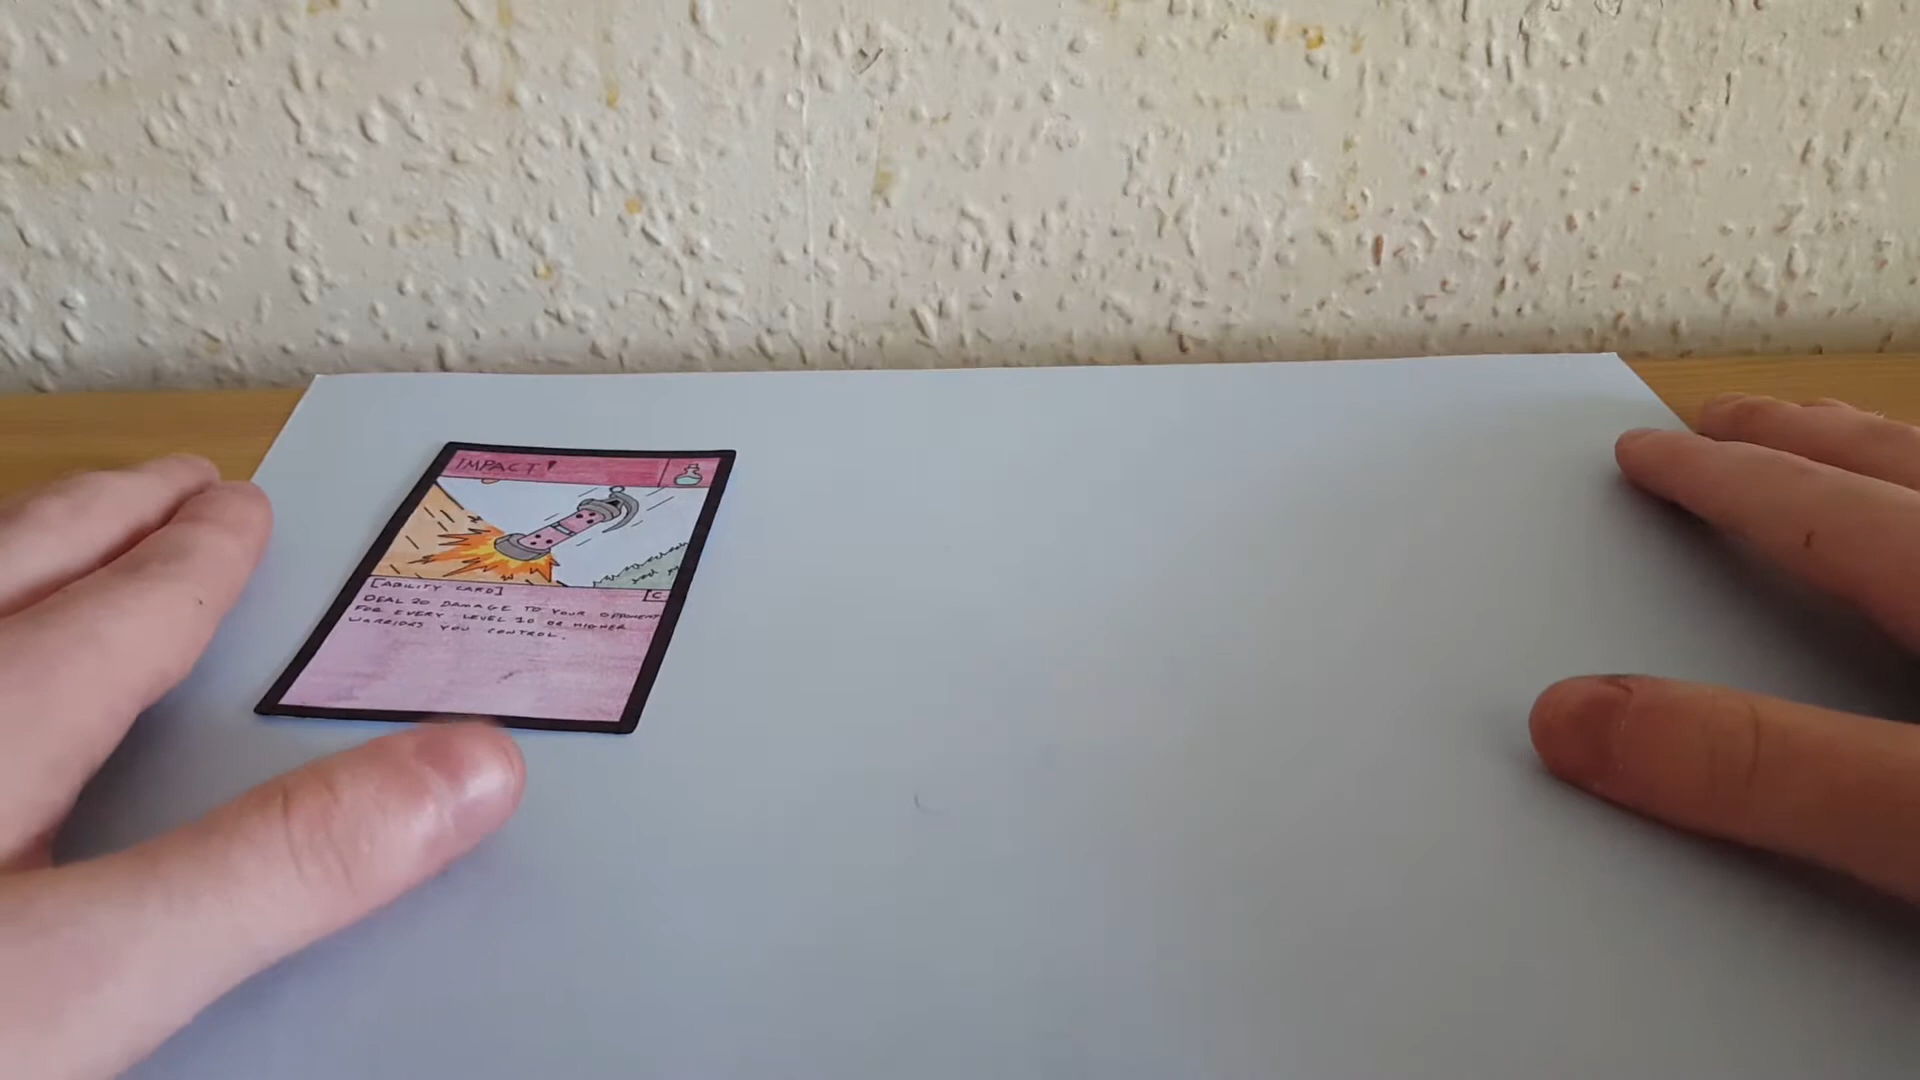 IMPACT!
[ABILITY CARD]
[C
DEAL 20 DAMAGE TO YOUR OPPONENT
FOR EVERY LEVEL 10 OR HIGHER
WARRIORS YOU CONTROL.